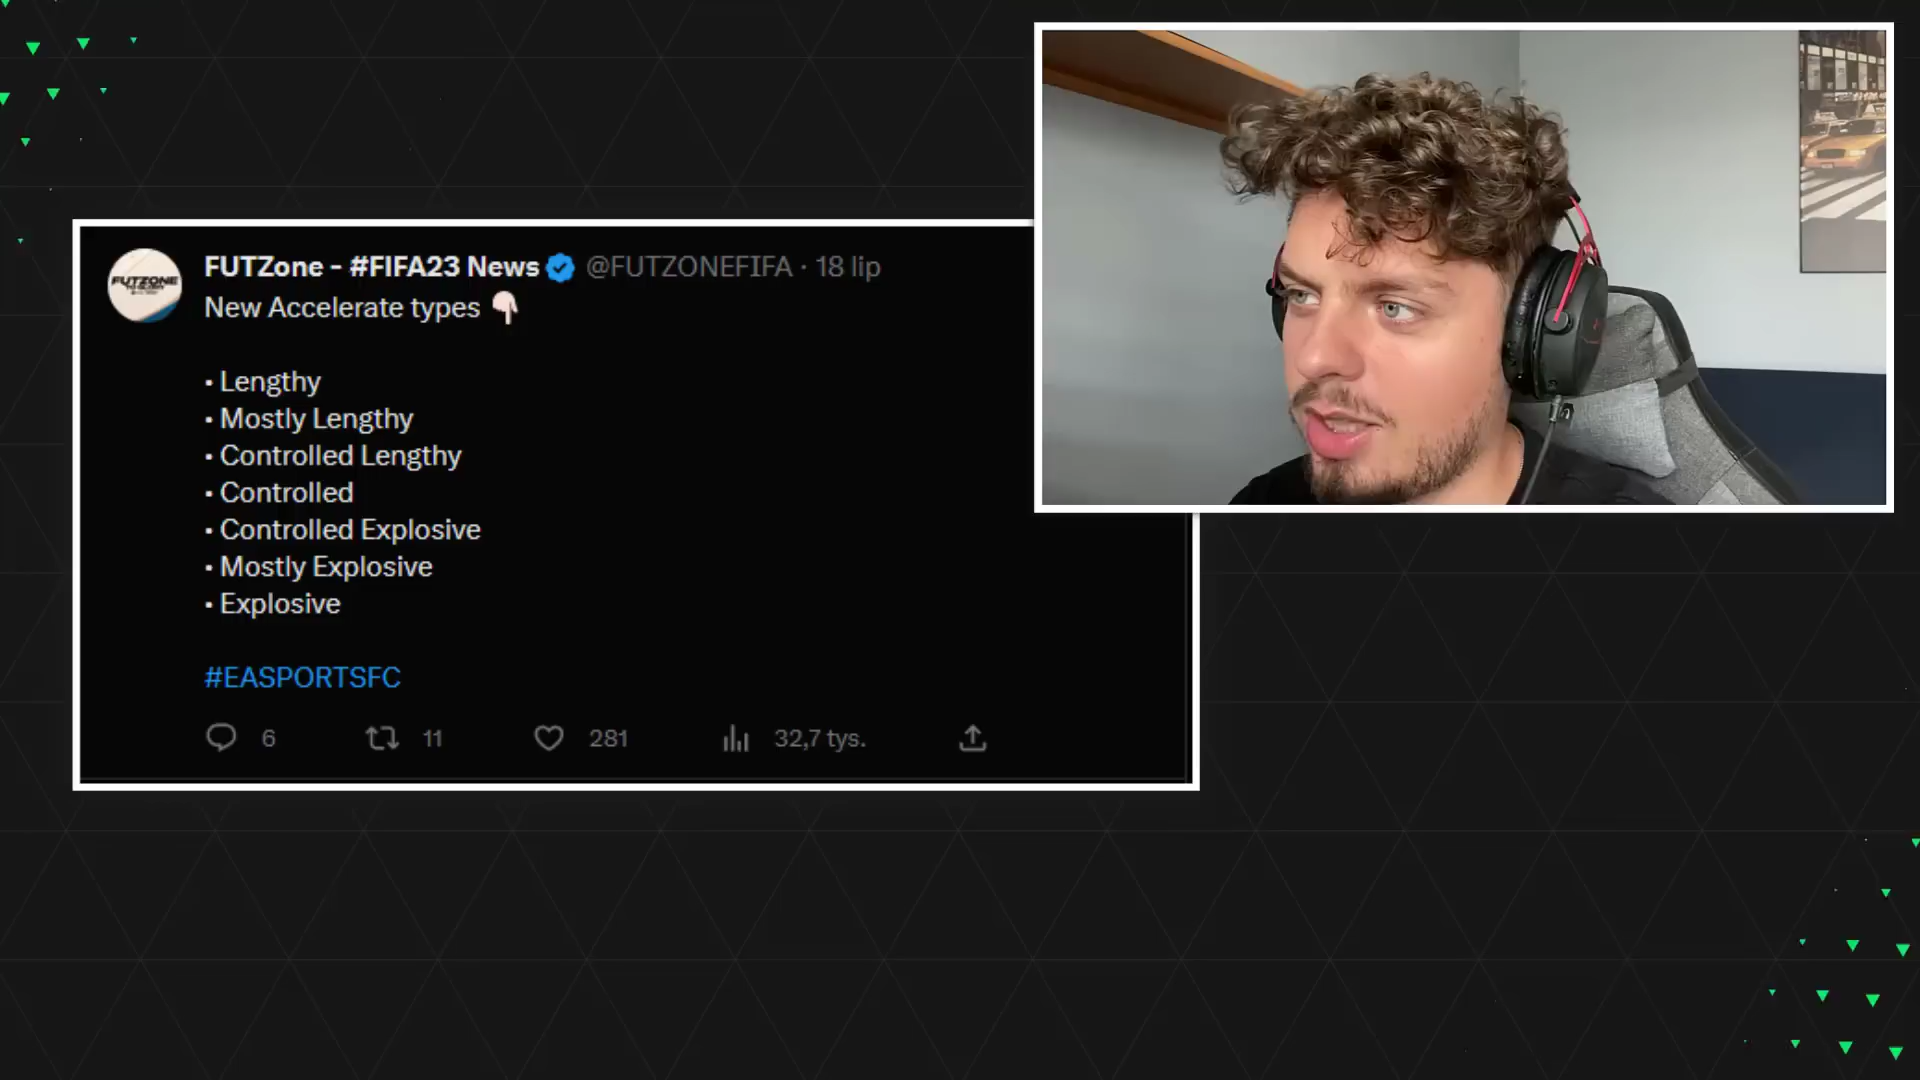 FUTZone - #FIFA23 News @FUTZONEFIFA · 18 lip
New Accelerate types
• Lengthy
• Mostly Lengthy
• Controlled Lengthy
• Controlled
• Controlled Explosive
• Mostly Explosive
• Explosive
#EASPORTSFC
6 11 281 32,7 tys.
FUTZONE